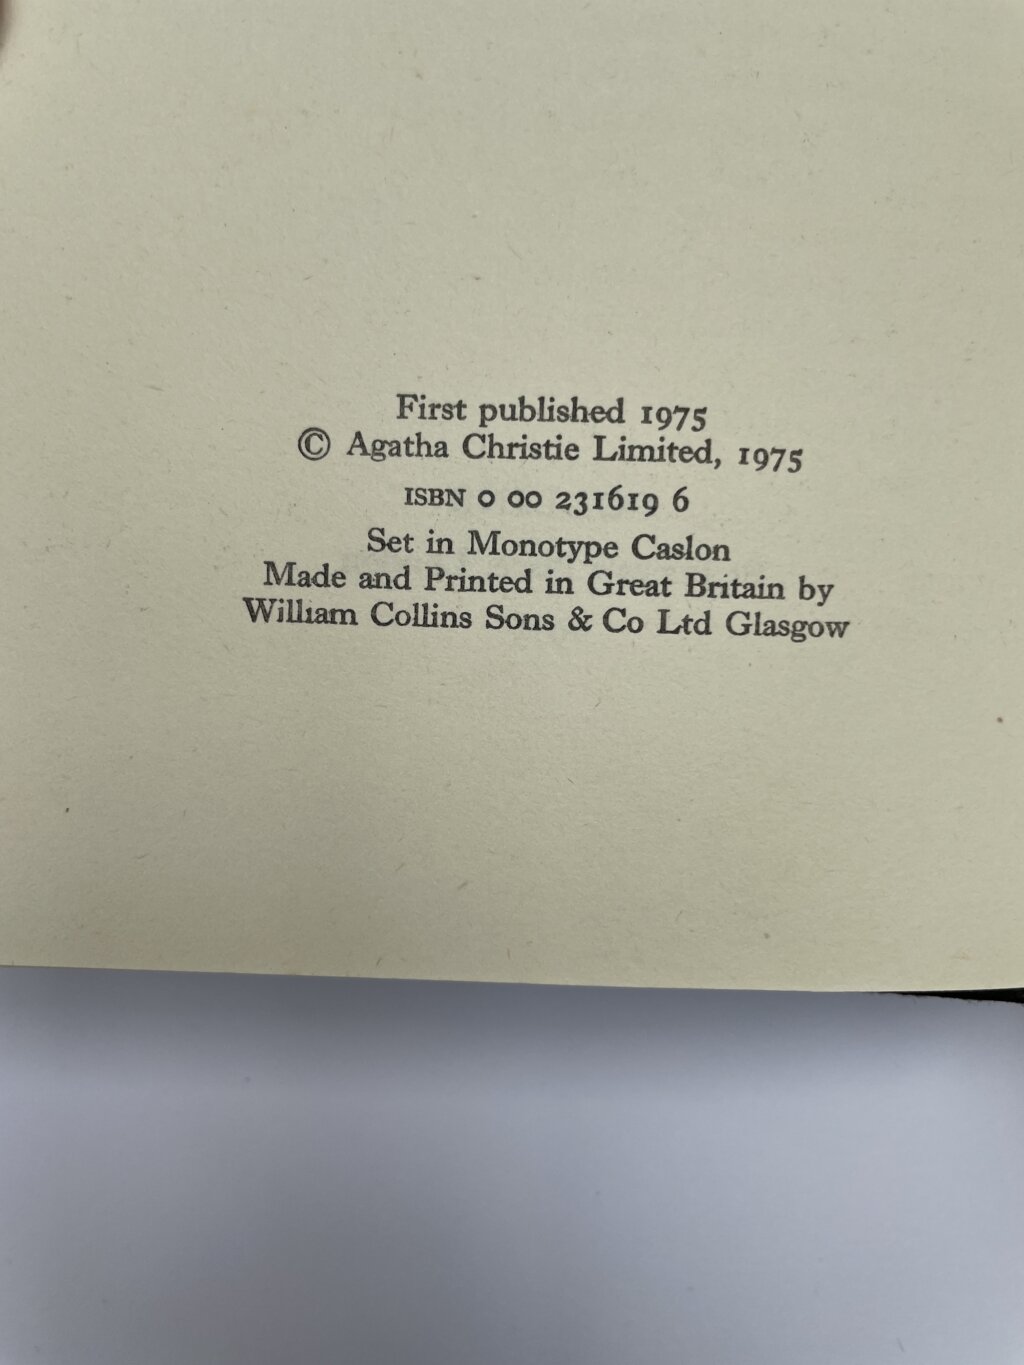 First published 1975
© Agatha Christie Limited, 1975
ISBN 0 00 231619 6
Set in Monotype Caslon
Made and Printed in Great Britain by
William Collins Sons & Co Ltd Glasgow